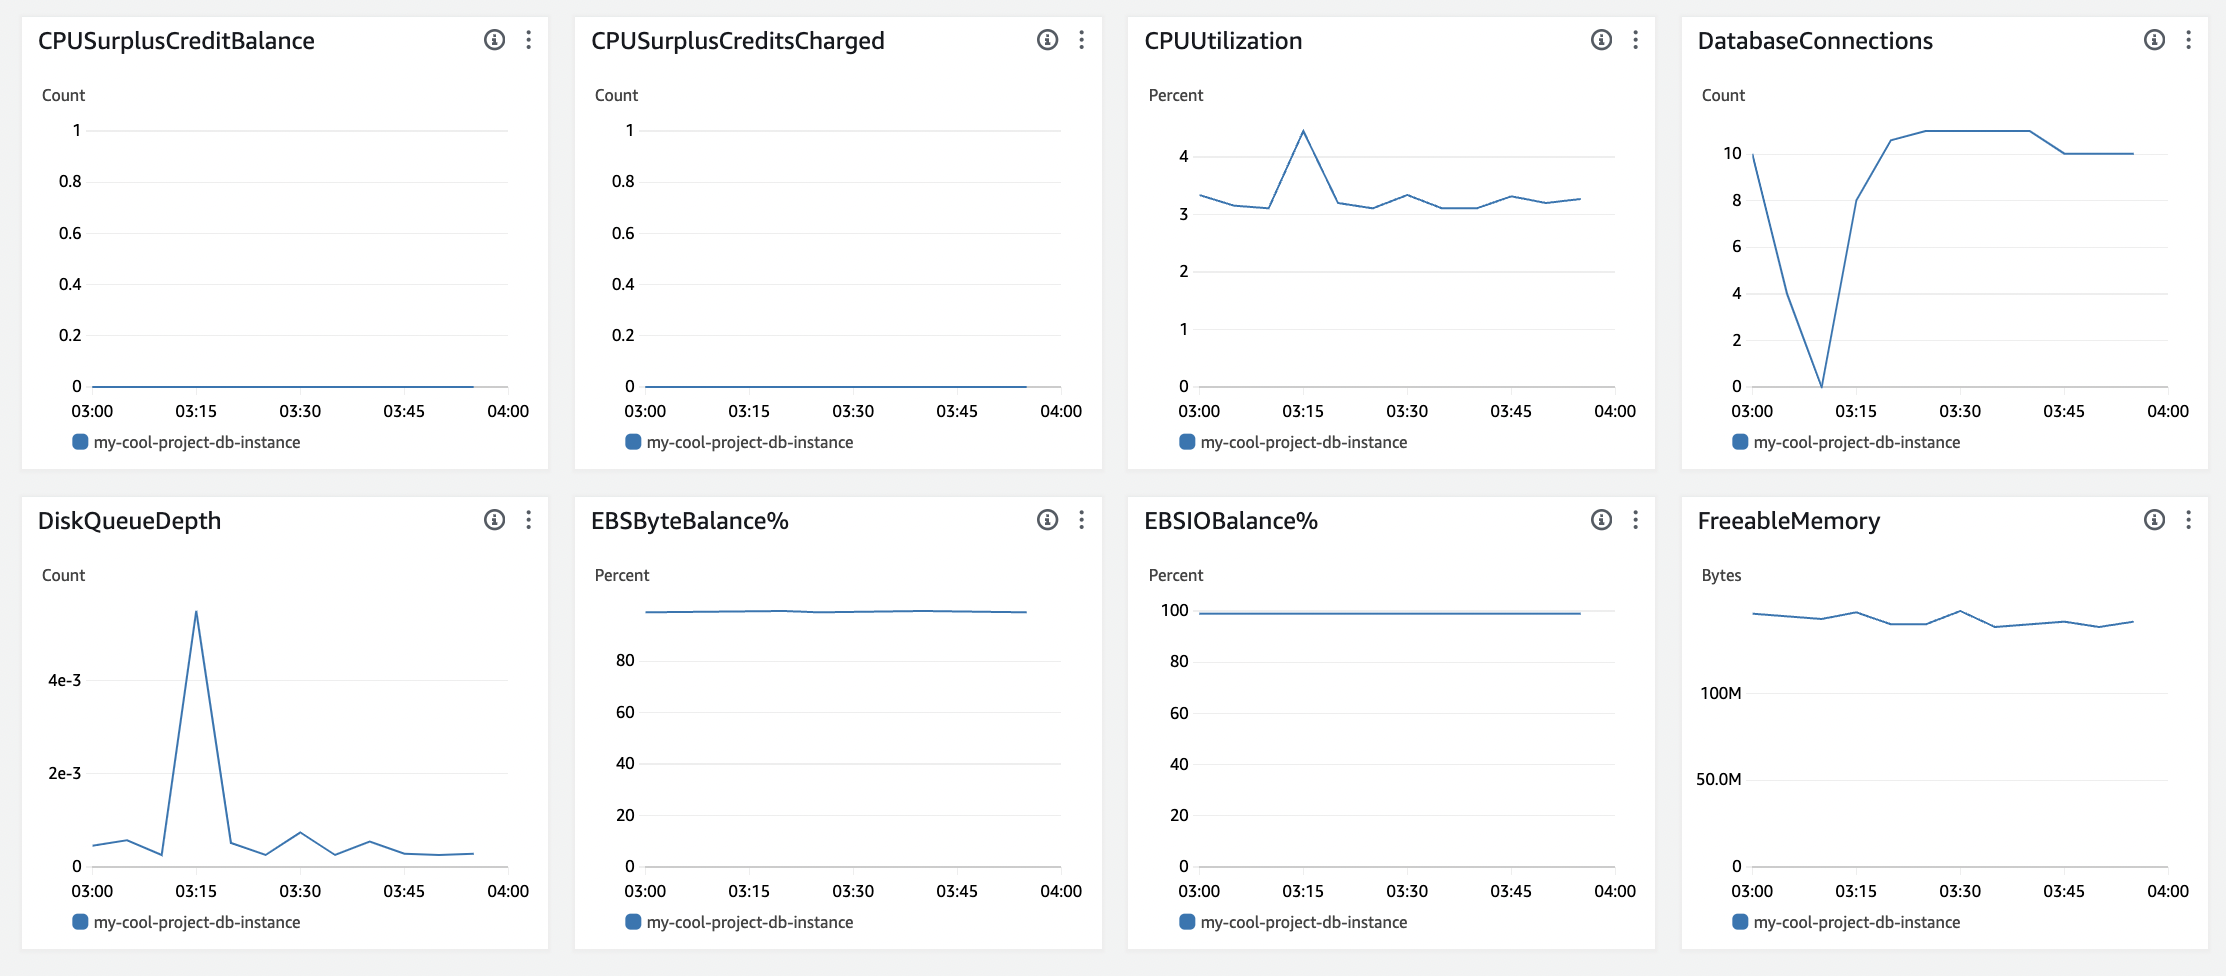 CPUSurplusCreditBalance
Count
1
0.8
0.6
0.4
0.2
0
03:00 03:15 03:30 03:45 04:00
my-cool-project-db-instance
CPUSurplusCreditsCharged
Count
1
0.8
0.6
0.4
0.2
0
03:00 03:15 03:30 03:45 04:00
my-cool-project-db-instance
CPUUtilization
Percent
4
3
2
1
0
03:00 03:15 03:30 03:45 04:00
my-cool-project-db-instance
DatabaseConnections
Count
10
8
6
4
2
0
03:00 03:15 03:30 03:45 04:00
my-cool-project-db-instance
DiskQueueDepth
Count
4e-3
2e-3
0
03:00 03:15 03:30 03:45 04:00
my-cool-project-db-instance
EBSByteBalance%
Percent
80
60
40
20
0
03:00 03:15 03:30 03:45 04:00
my-cool-project-db-instance
EBSIOBalance%
Percent
100
80
60
40
20
0
03:00 03:15 03:30 03:45 04:00
my-cool-project-db-instance
FreeableMemory
Bytes
100M
50.0M
0
03:00 03:15 03:30 03:45 04:00
my-cool-project-db-instance